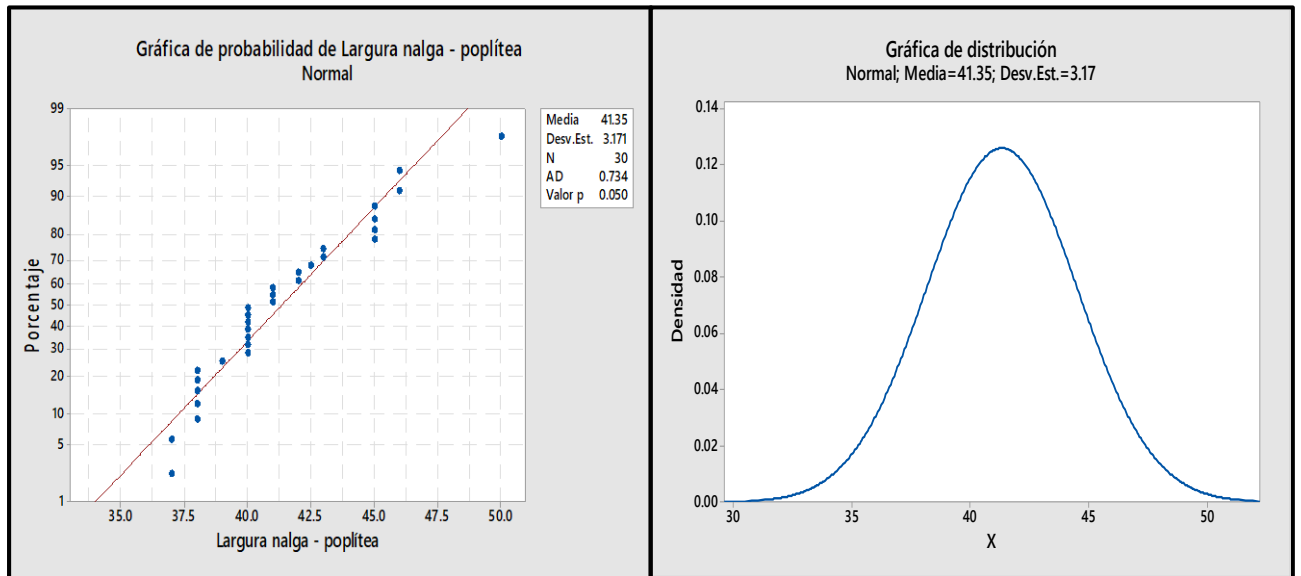 Gráfica de probabilidad de Largura nalga - poplítea
Normal
99
95
90
80
70
60
50
40
30
20
10
5
1
Porcentaje
35.0 37.5 40.0 42.5 45.0 47.5 50.0
Largura nalga - poplítea
Media 41.35
Desv.Est. 3.171
N 30
AD 0.734
Valor p 0.050
Gráfica de distribución
Normal; Media=41.35; Desv.Est.=3.17
0.14
0.12
0.10
0.08
0.06
0.04
0.02
0.00
Densidad
30 35 40 45 50
X